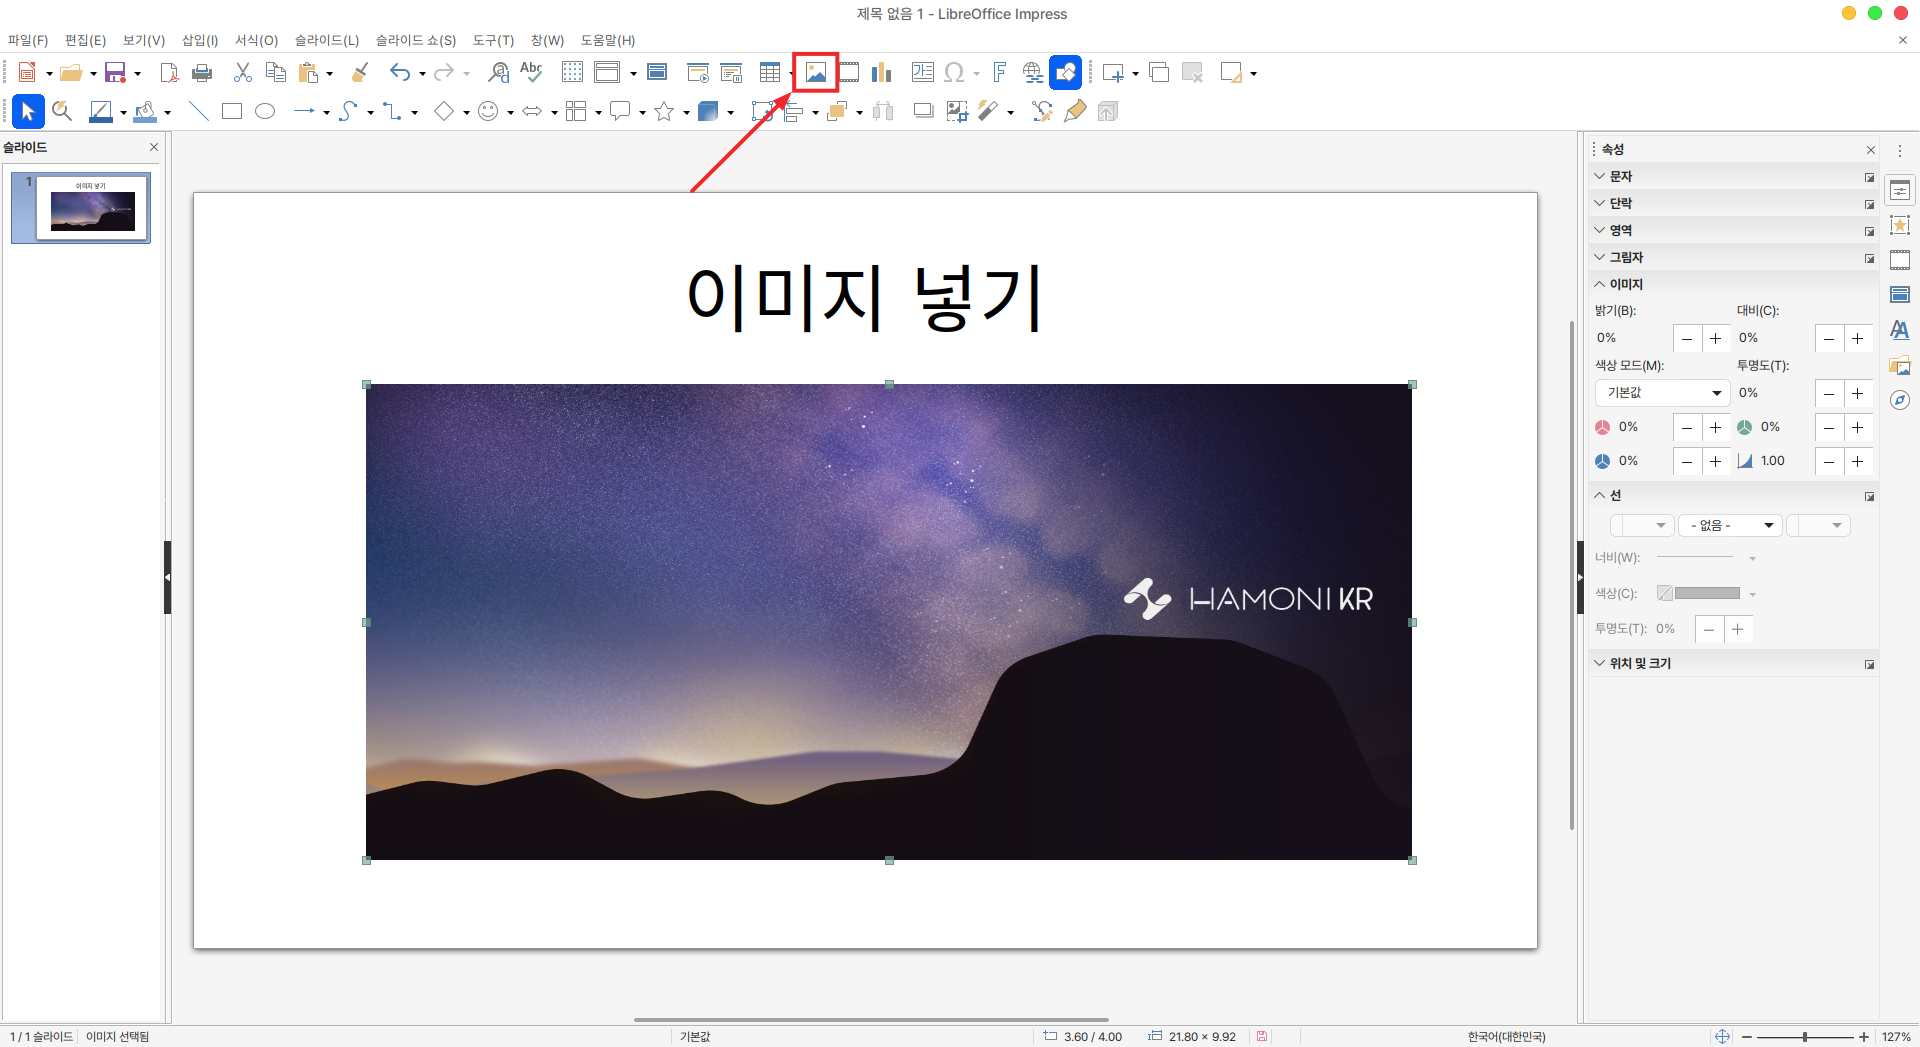 제목 없음 1 - LibreOffice Impress
파일(F) 편집(E) 보기(V) 삽입(I) 서식(O) 슬라이드(L) 슬라이드 쇼(S) 도구(T) 창(W) 도움말(H)
슬라이드
1
이미지 넣기
이미지 넣기
HAMONIKR
속성
문자
단락
영역
그림자
이미지
밝기(B): 대비(C):
0% 0%
색상 모드(M): 투명도(T):
기본값 0%
0% 0%
0% 1.00
선
- 없음 -
너비(W):
색상(C):
투명도(T): 0%
위치 및 크기
1 / 1 슬라이드 이미지 선택됨 기본값 3.60 / 4.00 21.80 × 9.92 한국어(대한민국) 127%